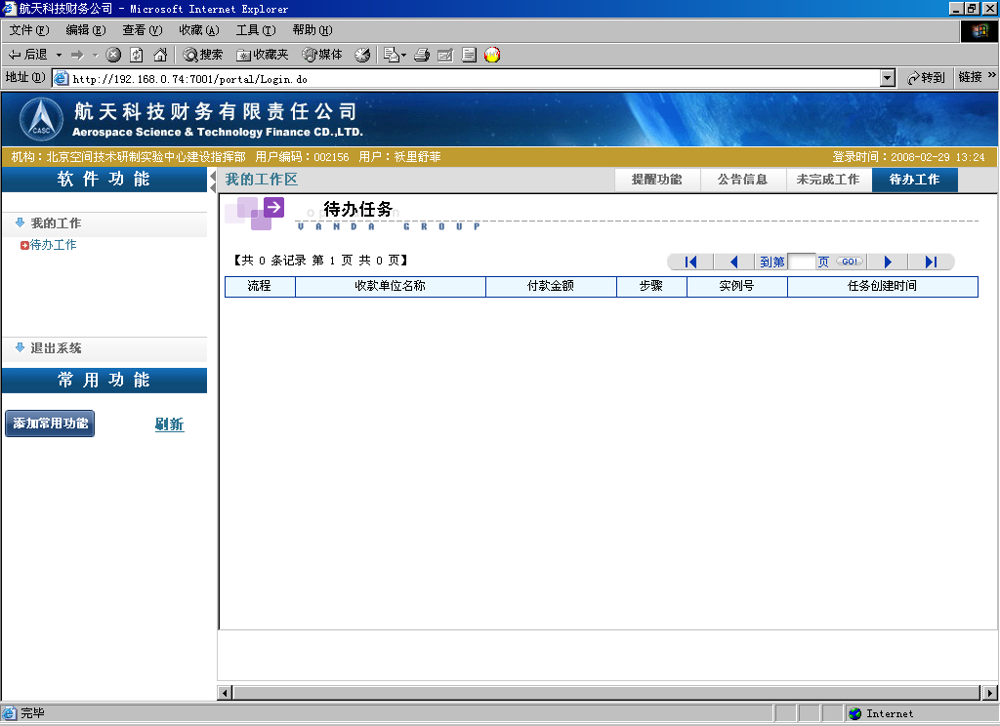 航天科技财务公司 - Microsoft Internet Explorer
文件(F) 编辑(E) 查看(V) 收藏(A) 工具(T) 帮助(H)
后退 搜索 收藏夹 媒体
地址(D) http://192.168.0.74:7001/portal/Login.do 转到 链接 »
CASC
航天科技财务有限责任公司
Aerospace Science & Technology Finance CD.,LTD.
机构：北京空间技术研制实验中心建设指挥部 用户编码：002156 用户：袄里舒菲 登录时间：2008-02-29 13:24
软件功能
我的工作区 提醒功能 公告信息 未完成工作 待办工作
我的工作
待办工作
待办任务
VANDA GROUP
【共 0 条记录 第 1 页 共 0 页】 到第 页 GO!
流程 收款单位名称 付款金额 步骤 实例号 任务创建时间
退出系统
常用功能
添加常用功能 刷新
完毕 Internet